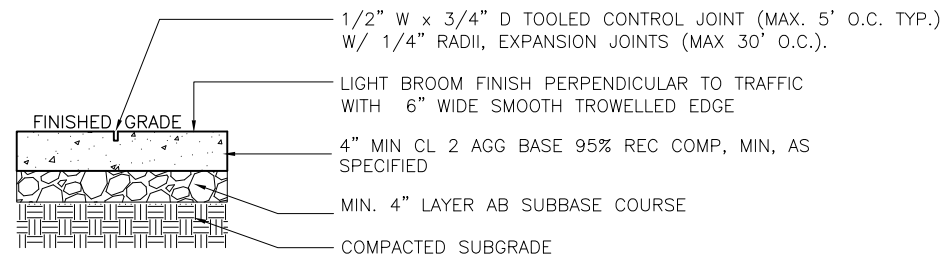 1/2" W x 3/4" D TOOLED CONTROL JOINT (MAX. 5' O.C. TYP.)
W/ 1/4" RADII, EXPANSION JOINTS (MAX 30' O.C.).
LIGHT BROOM FINISH PERPENDICULAR TO TRAFFIC
WITH 6" WIDE SMOOTH TROWELLED EDGE
FINISHED GRADE
4" MIN CL 2 AGG BASE 95% REC COMP, MIN, AS
SPECIFIED
MIN. 4" LAYER AB SUBBASE COURSE
COMPACTED SUBGRADE